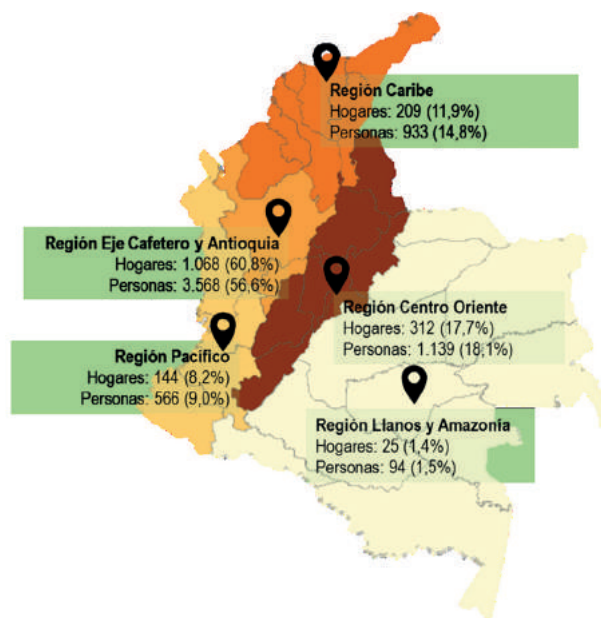 Región Caribe
Hogares: 209 (11,9%)
Personas: 933 (14,8%)
Región Eje Cafetero y Antioquia
Hogares: 1.068 (60,8%)
Personas: 3.568 (56,6%)
Región Centro Oriente
Hogares: 312 (17,7%)
Personas: 1.139 (18,1%)
Región Pacífico
Hogares: 144 (8,2%)
Personas: 566 (9,0%)
Región Llanos y Amazonía
Hogares: 25 (1,4%)
Personas: 94 (1,5%)